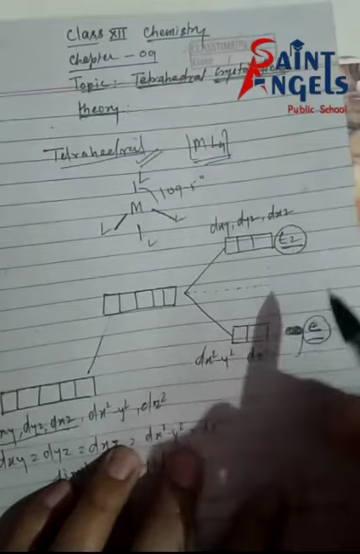 Class XII Chemistry
Chapter - 09
Topic: Tetrahedral Crystal
theory.
SAINT
ANGELS
Public School
Tetrahedral [ML4]
L
109.5°
M
L L
L
dxy, dyz, dxz
t2
e
dx²-y²
dxy, dyz, dxz, dx²-y², dz²
dxy = dyz = dxz = dx²-y²